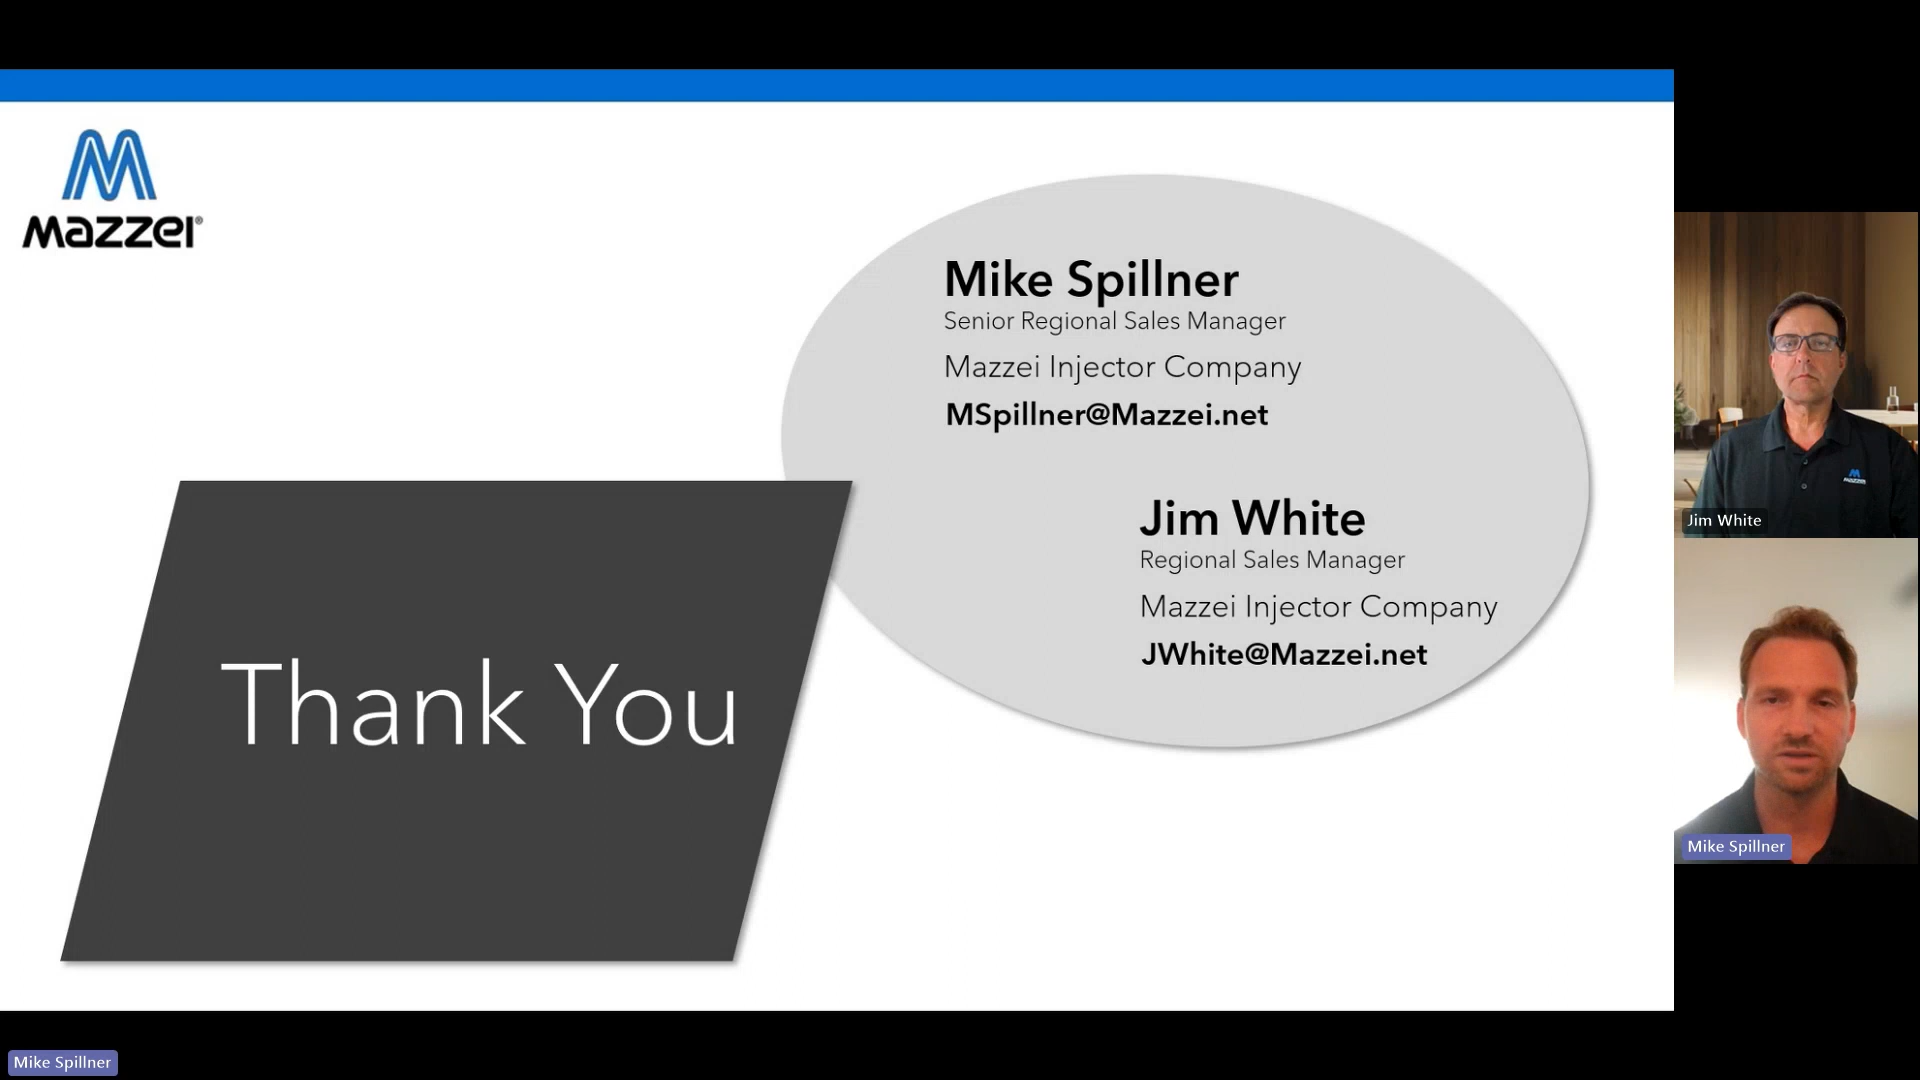 Mazzei®
Mike Spillner
Senior Regional Sales Manager
Mazzei Injector Company
MSpillner@Mazzei.net
Jim White
Regional Sales Manager
Mazzei Injector Company
JWhite@Mazzei.net
Thank You
mazzei
Jim White
Mike Spillner
Mike Spillner